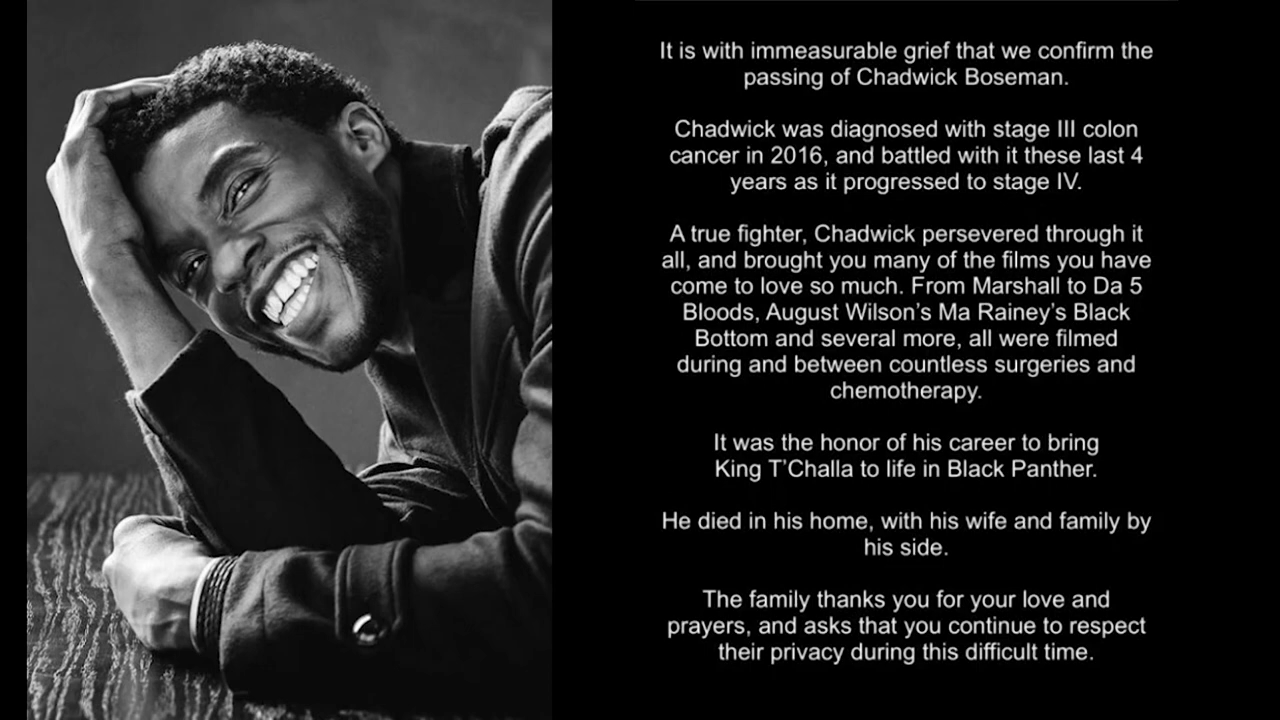 It is with immeasurable grief that we confirm the
passing of Chadwick Boseman.
Chadwick was diagnosed with stage III colon
cancer in 2016, and battled with it these last 4
years as it progressed to stage IV.
A true fighter, Chadwick persevered through it
all, and brought you many of the films you have
come to love so much. From Marshall to Da 5
Bloods, August Wilson’s Ma Rainey’s Black
Bottom and several more, all were filmed
during and between countless surgeries and
chemotherapy.
It was the honor of his career to bring
King T’Challa to life in Black Panther.
He died in his home, with his wife and family by
his side.
The family thanks you for your love and
prayers, and asks that you continue to respect
their privacy during this difficult time.